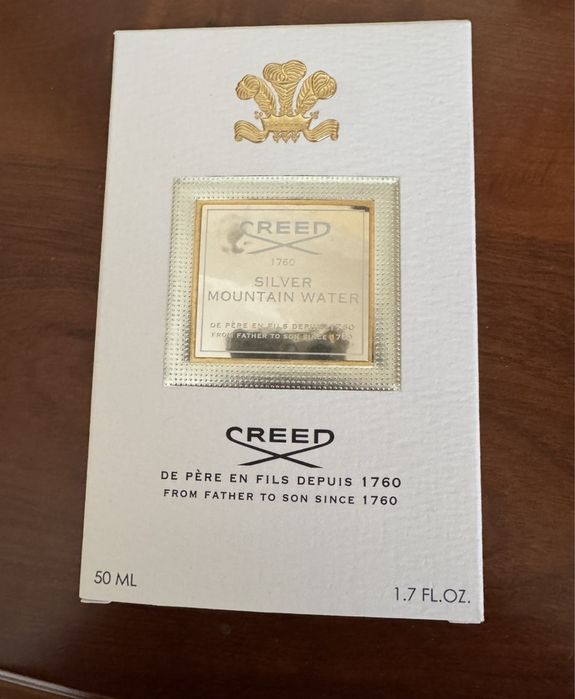 CREED
1760
SILVER
MOUNTAIN WATER
DE PÈRE EN FILS DEPUIS 1760
FROM FATHER TO SON SINCE 1760
CREED
DE PÈRE EN FILS DEPUIS 1760
FROM FATHER TO SON SINCE 1760
50 ML
1.7 FL.OZ.